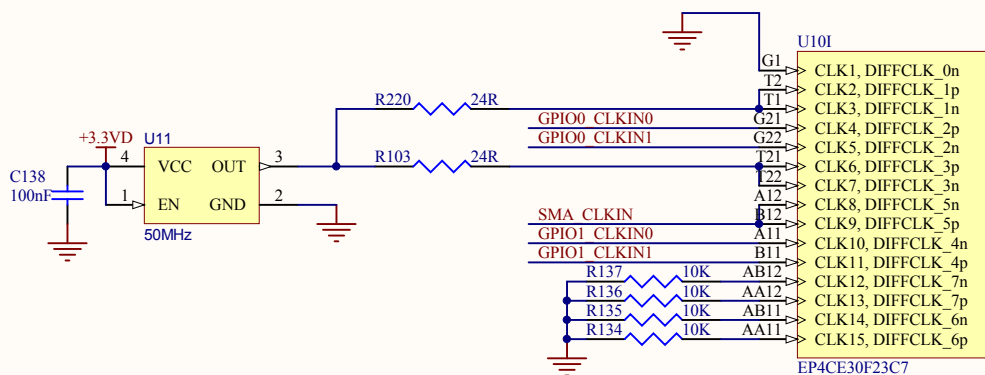 U10I
G1 CLK1, DIFFCLK_0n
T2 CLK2, DIFFCLK_1p
R220 24R T1 CLK3, DIFFCLK_1n
GPIO0_CLKIN0 G21 CLK4, DIFFCLK_2p
+3.3VD U11 GPIO0_CLKIN1 G22 CLK5, DIFFCLK_2n
4 VCC OUT 3 R103 24R T21 CLK6, DIFFCLK_3p
C138 T22 CLK7, DIFFCLK_3n
100nF 1 EN GND 2 A12 CLK8, DIFFCLK_5n
SMA_CLKIN B12 CLK9, DIFFCLK_5p
50MHz
GPIO1_CLKIN0 A11 CLK10, DIFFCLK_4n
GPIO1_CLKIN1 B11 CLK11, DIFFCLK_4p
R137 10K AB12 CLK12, DIFFCLK_7n
R136 10K AA12 CLK13, DIFFCLK_7p
R135 10K AB11 CLK14, DIFFCLK_6n
R134 10K AA11 CLK15, DIFFCLK_6p
EP4CE30F23C7